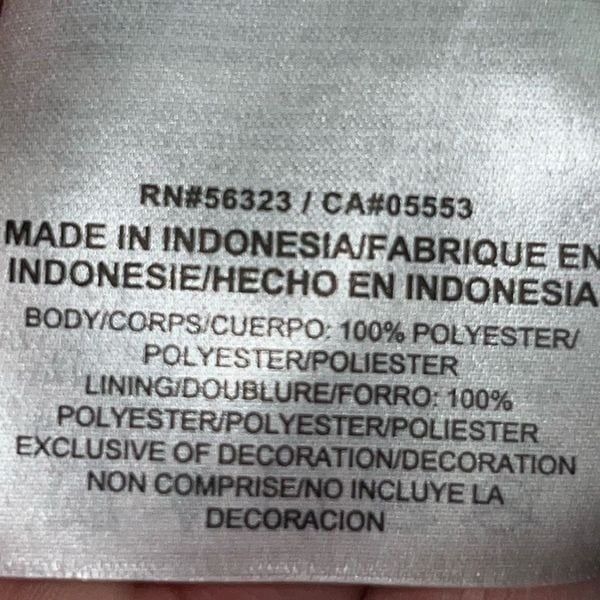 RN#56323 / CA#05553
MADE IN INDONESIA/FABRIQUE EN
INDONESIE/HECHO EN INDONESIA
BODY/CORPS/CUERPO: 100% POLYESTER/
POLYESTER/POLIESTER
LINING/DOUBLURE/FORRO: 100%
POLYESTER/POLYESTER/POLIESTER
EXCLUSIVE OF DECORATION/DECORATION
NON COMPRISE/NO INCLUYE LA
DECORACION